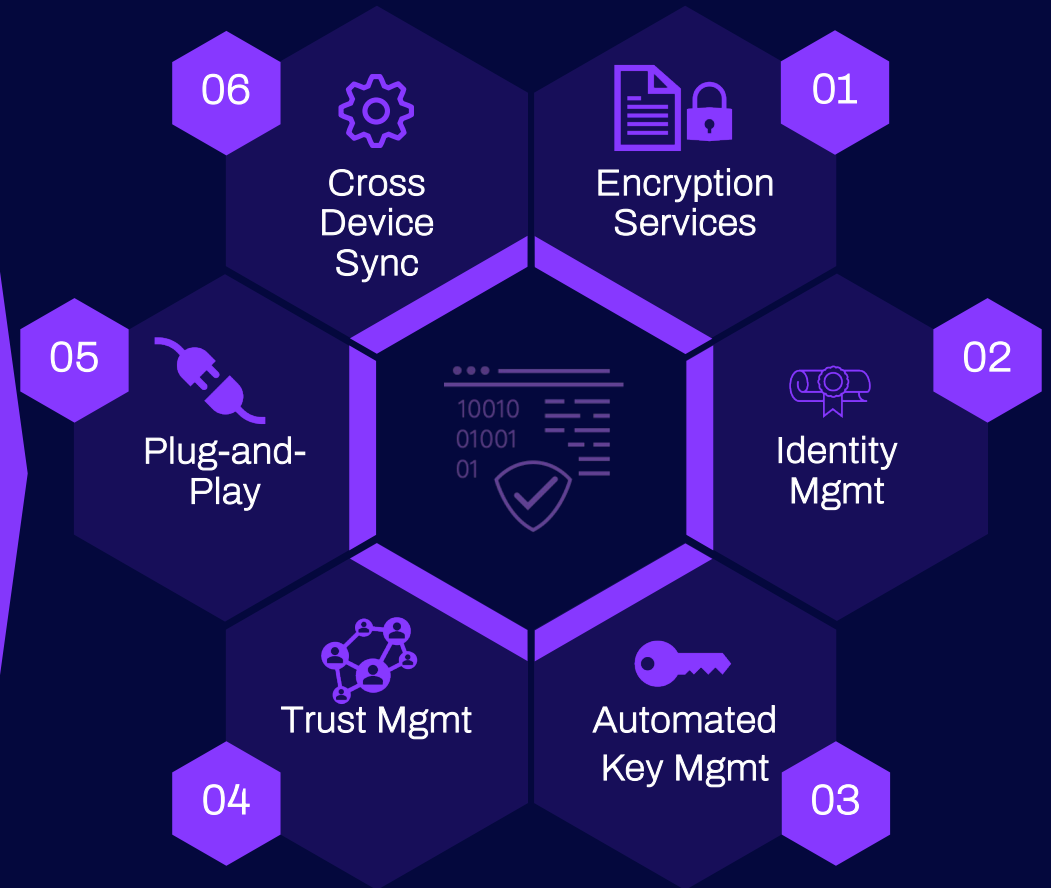 01
Encryption
Services
02
Identity
Mgmt
03
Automated
Key Mgmt
04
Trust Mgmt
05
Plug-and-
Play
06
Cross
Device
Sync
10010
01001
01